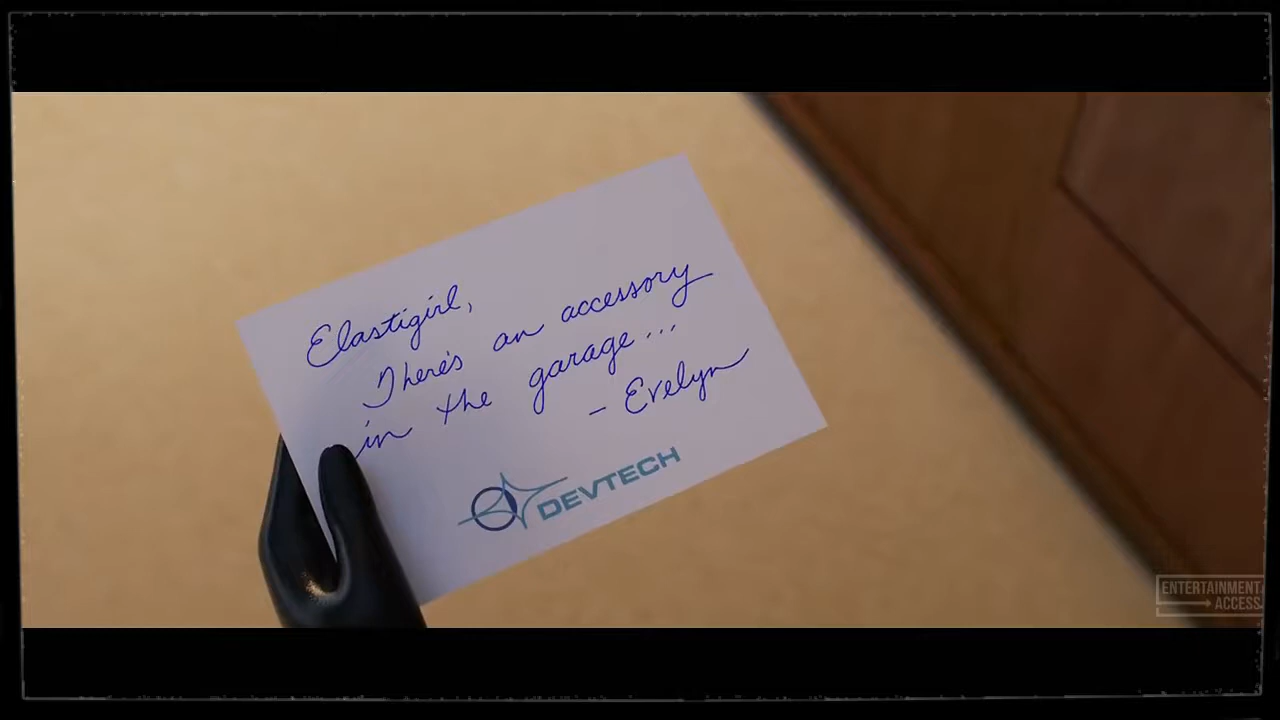 Elastigirl,
There's an accessory
in the garage...
- Evelyn
DEVTECH
ENTERTAINMENT
ACCESS